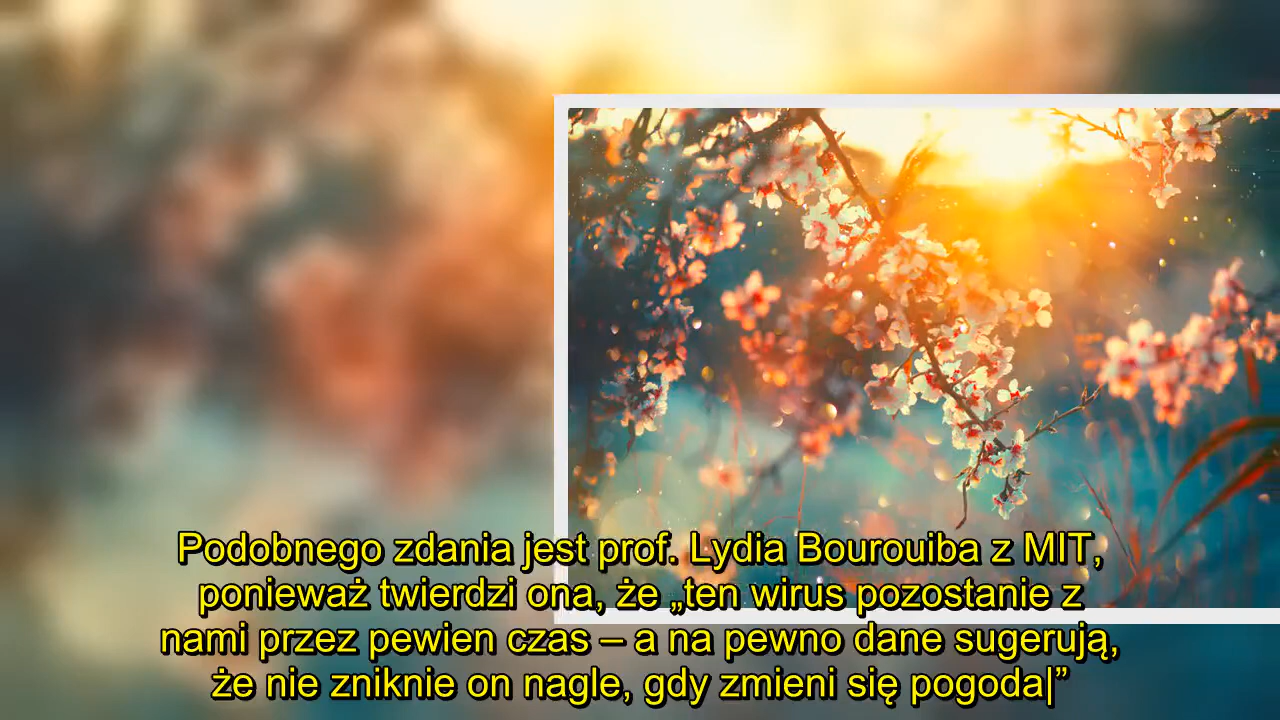 Podobnego zdania jest prof. Lydia Bourouiba z MIT,
ponieważ twierdzi ona, że „ten wirus pozostanie z
nami przez pewien czas – a na pewno dane sugerują,
że nie zniknie on nagle, gdy zmieni się pogoda|”